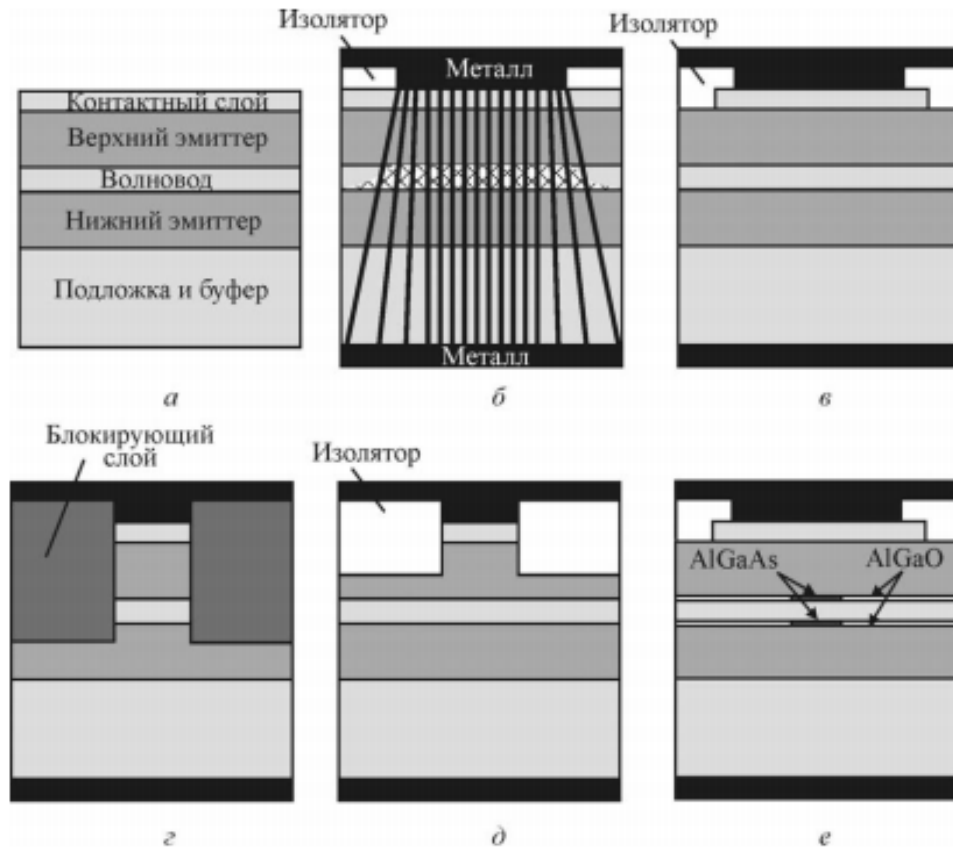 Изолятор
Изолятор
Металл
Контактный слой
Верхний эмиттер
Волновод
Нижний эмиттер
Подложка и буфер
Металл
а
б
в
Блокирующий
слой
Изолятор
AlGaAs
AlGaO
г
д
е